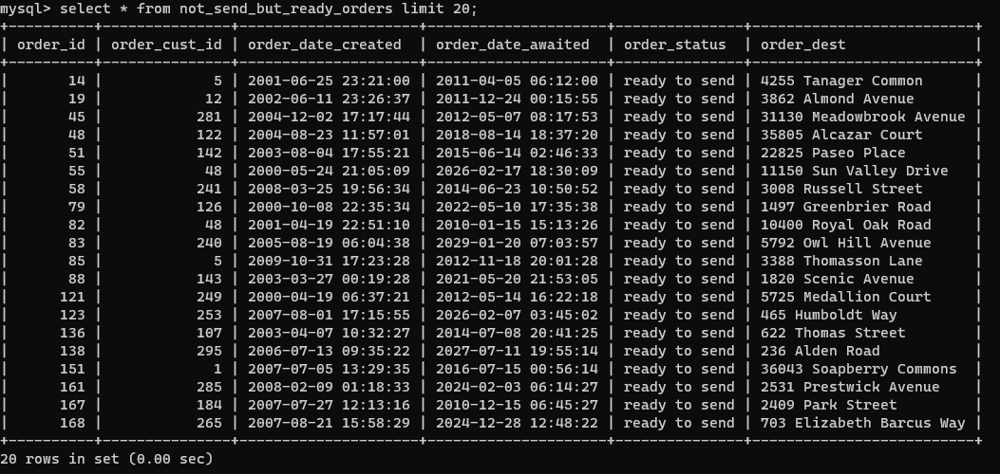 mysql> select * from not_send_but_ready_orders limit 20;
+----------+---------------+---------------------+---------------------+---------------+--------------------------+
| order_id | order_cust_id | order_date_created  | order_date_awaited  | order_status  | order_dest               |
+----------+---------------+---------------------+---------------------+---------------+--------------------------+
|       14 |             5 | 2001-06-25 23:21:00 | 2011-04-05 06:12:00 | ready to send | 4255 Tanager Common      |
|       19 |            12 | 2002-06-11 23:26:37 | 2011-12-24 00:15:55 | ready to send | 3862 Almond Avenue       |
|       45 |           281 | 2004-12-02 17:17:44 | 2012-05-07 08:17:53 | ready to send | 31130 Meadowbrook Avenue |
|       48 |           122 | 2004-08-23 11:57:01 | 2018-08-14 18:37:20 | ready to send | 35805 Alcazar Court      |
|       51 |           142 | 2003-08-04 17:55:21 | 2015-06-14 02:46:33 | ready to send | 22825 Paseo Place        |
|       55 |            48 | 2000-05-24 21:05:09 | 2026-02-17 18:30:09 | ready to send | 11150 Sun Valley Drive   |
|       58 |           241 | 2008-03-25 19:56:34 | 2014-06-23 10:50:52 | ready to send | 3008 Russell Street      |
|       79 |           126 | 2000-10-08 22:35:34 | 2022-05-10 17:35:38 | ready to send | 1497 Greenbrier Road     |
|       82 |            48 | 2001-04-19 22:51:10 | 2010-01-15 15:13:26 | ready to send | 10400 Royal Oak Road     |
|       83 |           240 | 2005-08-19 06:04:38 | 2029-01-20 07:03:57 | ready to send | 5792 Owl Hill Avenue     |
|       85 |             5 | 2009-10-31 17:23:28 | 2012-11-18 20:01:28 | ready to send | 3388 Thomasson Lane      |
|       88 |           143 | 2003-03-27 00:19:28 | 2021-05-20 21:53:05 | ready to send | 1820 Scenic Avenue       |
|      121 |           249 | 2000-04-19 06:37:21 | 2012-05-14 16:22:18 | ready to send | 5725 Medallion Court     |
|      123 |           253 | 2007-08-01 17:15:55 | 2026-02-07 03:45:02 | ready to send | 465 Humboldt Way         |
|      136 |           107 | 2003-04-07 10:32:27 | 2014-07-08 20:41:25 | ready to send | 622 Thomas Street        |
|      138 |           295 | 2006-07-13 09:35:22 | 2027-07-11 19:55:14 | ready to send | 236 Alden Road           |
|      151 |             1 | 2007-07-05 13:29:35 | 2016-07-15 00:56:14 | ready to send | 36043 Soapberry Commons  |
|      161 |           285 | 2008-02-09 01:18:33 | 2024-02-03 06:14:27 | ready to send | 2531 Prestwick Avenue    |
|      167 |           184 | 2007-07-27 12:13:16 | 2010-12-15 06:45:27 | ready to send | 2409 Park Street         |
|      168 |           265 | 2007-08-21 15:58:29 | 2024-12-28 12:48:22 | ready to send | 703 Elizabeth Barcus Way |
+----------+---------------+---------------------+---------------------+---------------+--------------------------+
20 rows in set (0.00 sec)